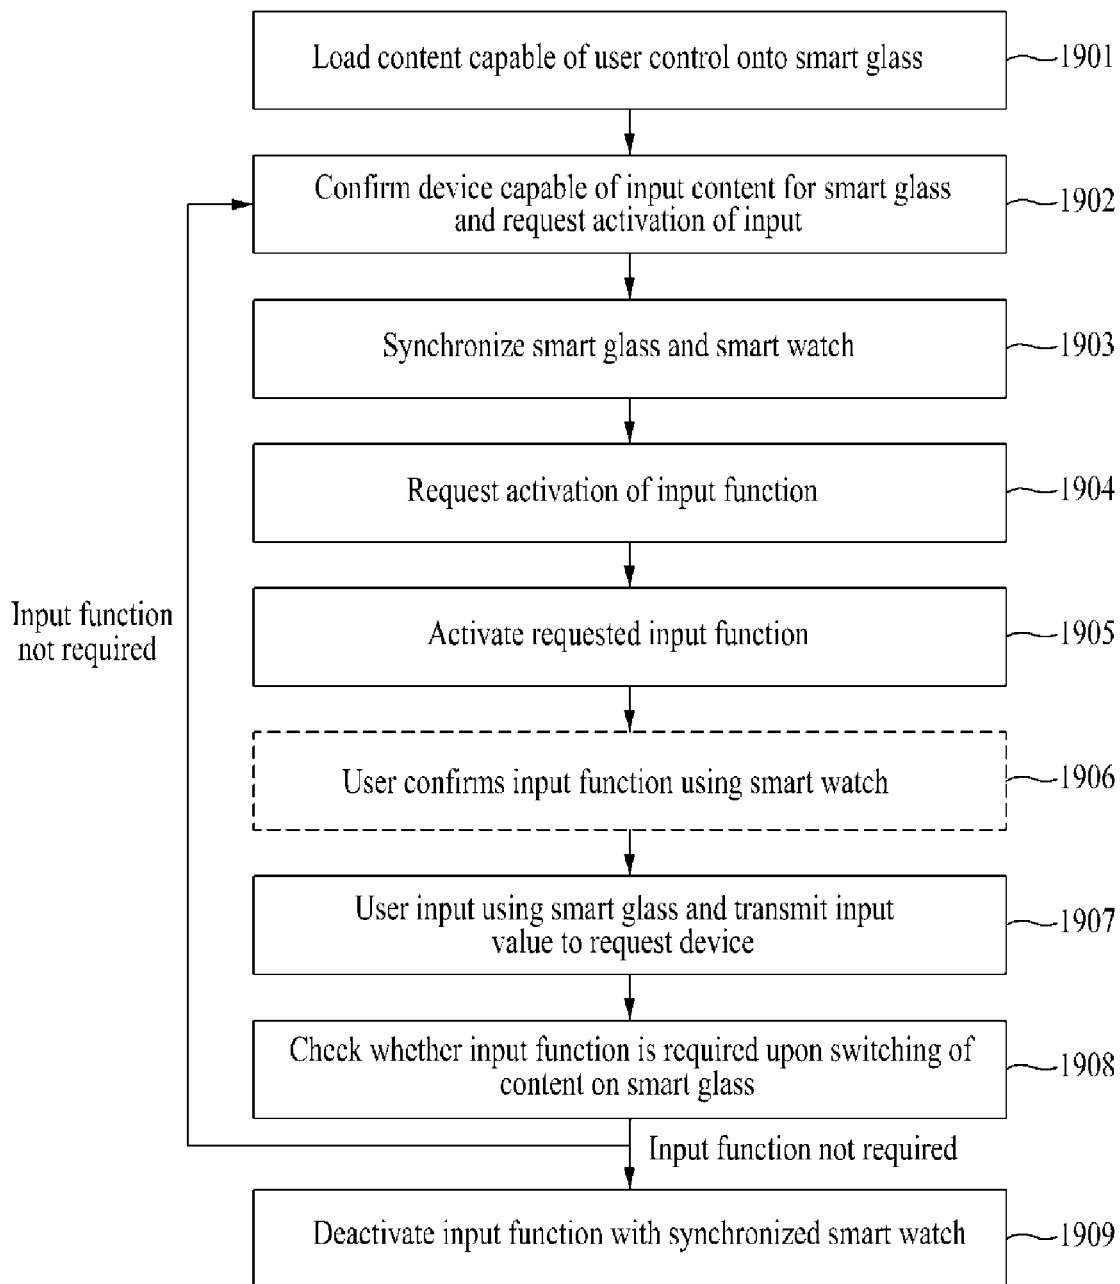 Load content capable of user control onto smart glass
1901
Confirm device capable of input content for smart glass
and request activation of input
1902
Synchronize smart glass and smart watch
1903
Request activation of input function
1904
Input function
not required
Activate requested input function
1905
User confirms input function using smart watch
1906
User input using smart glass and transmit input
value to request device
1907
Check whether input function is required upon switching of
content on smart glass
1908
Input function not required
Deactivate input function with synchronized smart watch
1909